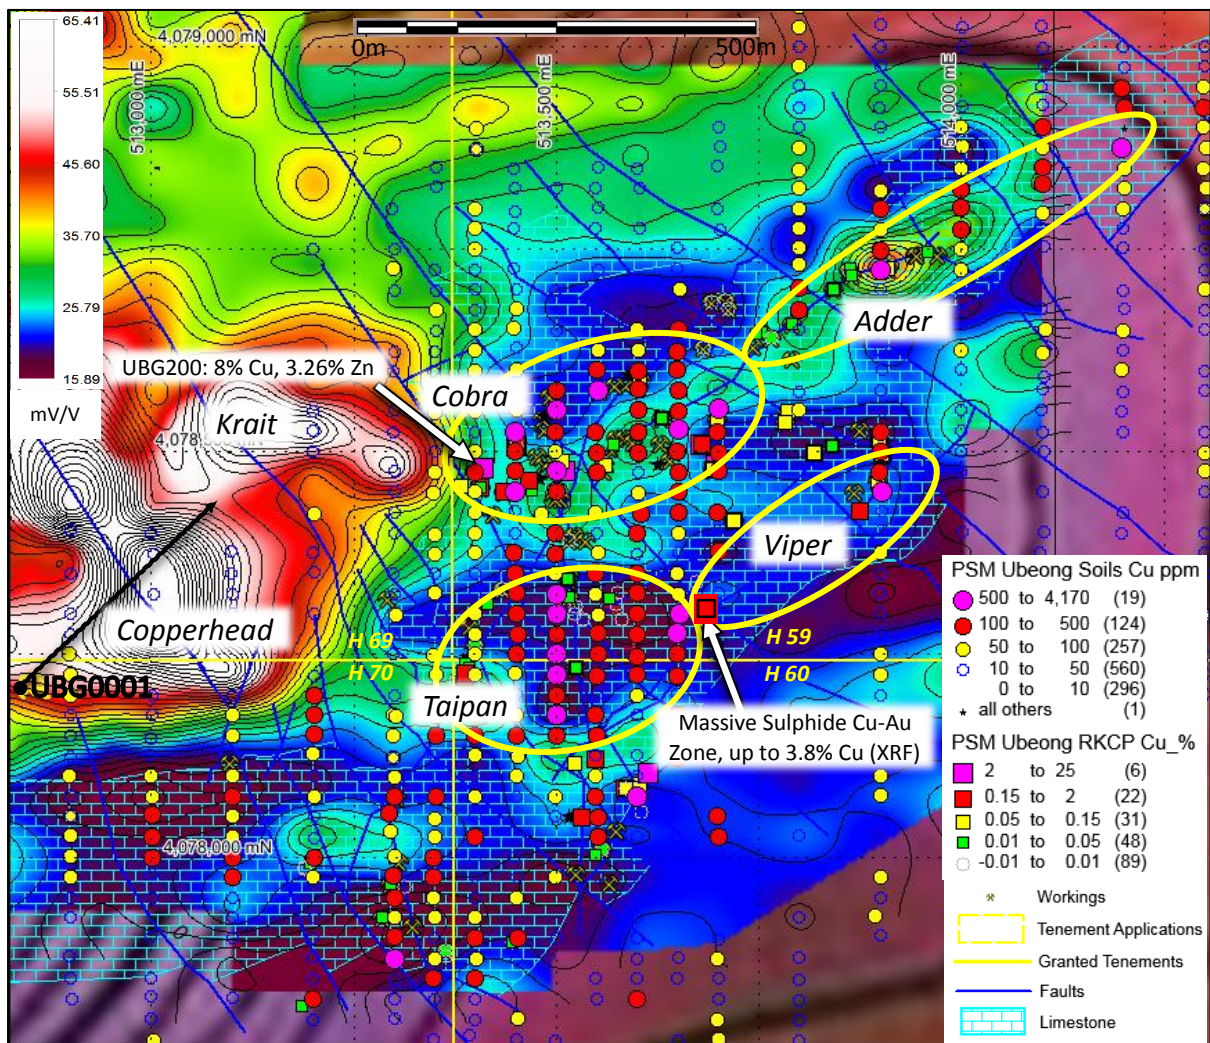 65.41
55.51
45.60
35.70
25.79
15.89
mV/V
4,079,000 mN
0m
500m
513,000 mE
513,500 mE
514,000 mE
Adder
UBG200: 8% Cu, 3.26% Zn
Cobra
Krait
Viper
Copperhead
H 69
H 59
H 70
H 60
UBG0001
Taipan
Massive Sulphide Cu-Au
Zone, up to 3.8% Cu (XRF)
4,078,000 mN
PSM Ubeong Soils Cu ppm
500 to 4,170 (19)
100 to 500 (124)
50 to 100 (257)
10 to 50 (560)
0 to 10 (296)
all others (1)
PSM Ubeong RKCP Cu_%
2 to 25 (6)
0.15 to 2 (22)
0.05 to 0.15 (31)
0.01 to 0.05 (48)
-0.01 to 0.01 (89)
Workings
Tenement Applications
Granted Tenements
Faults
Limestone